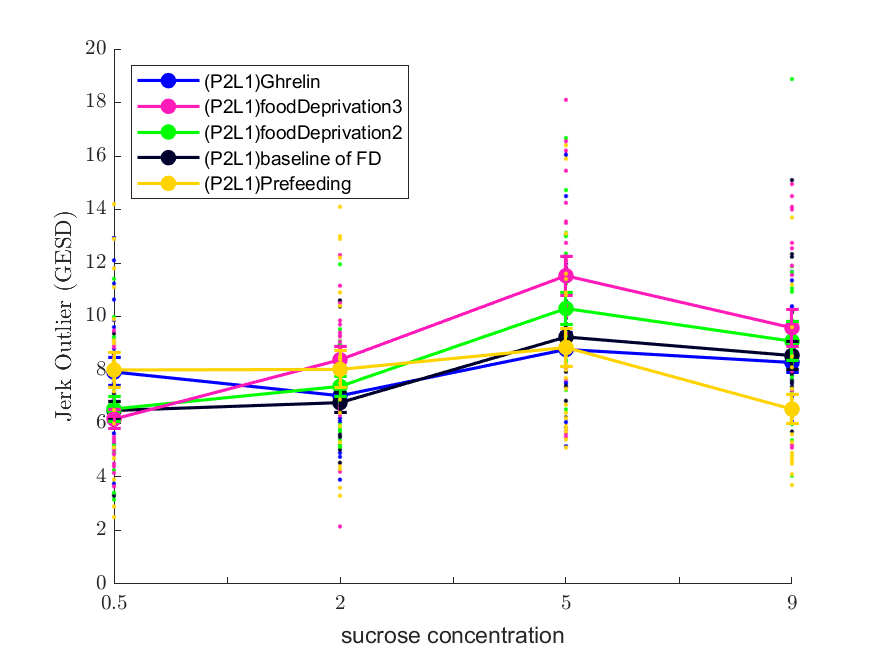 20
18
16
14
12
10
8
6
4
2
0
Jerk Outlier (GESD)
(P2L1)Ghrelin
(P2L1)foodDeprivation3
(P2L1)foodDeprivation2
(P2L1)baseline of FD
(P2L1)Prefeeding
0.5 2 5 9
sucrose concentration